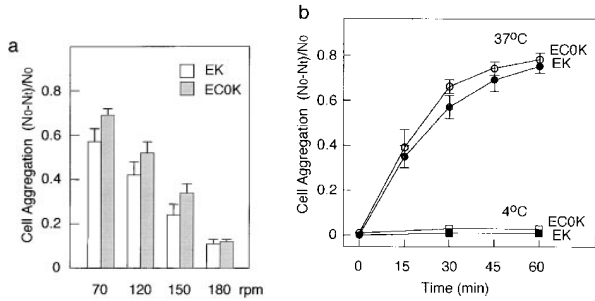 a
Cell Aggregation (No-Nt)/No
0.8
0.6
0.4
0.2
0
EK
EC0K
70 120 150 180 rpm
b
Cell Aggregation (No-Nt)/No
0.8
0.6
0.4
0.2
0
37°C
EC0K
EK
4°C
EC0K
EK
0 15 30 45 60
Time (min)